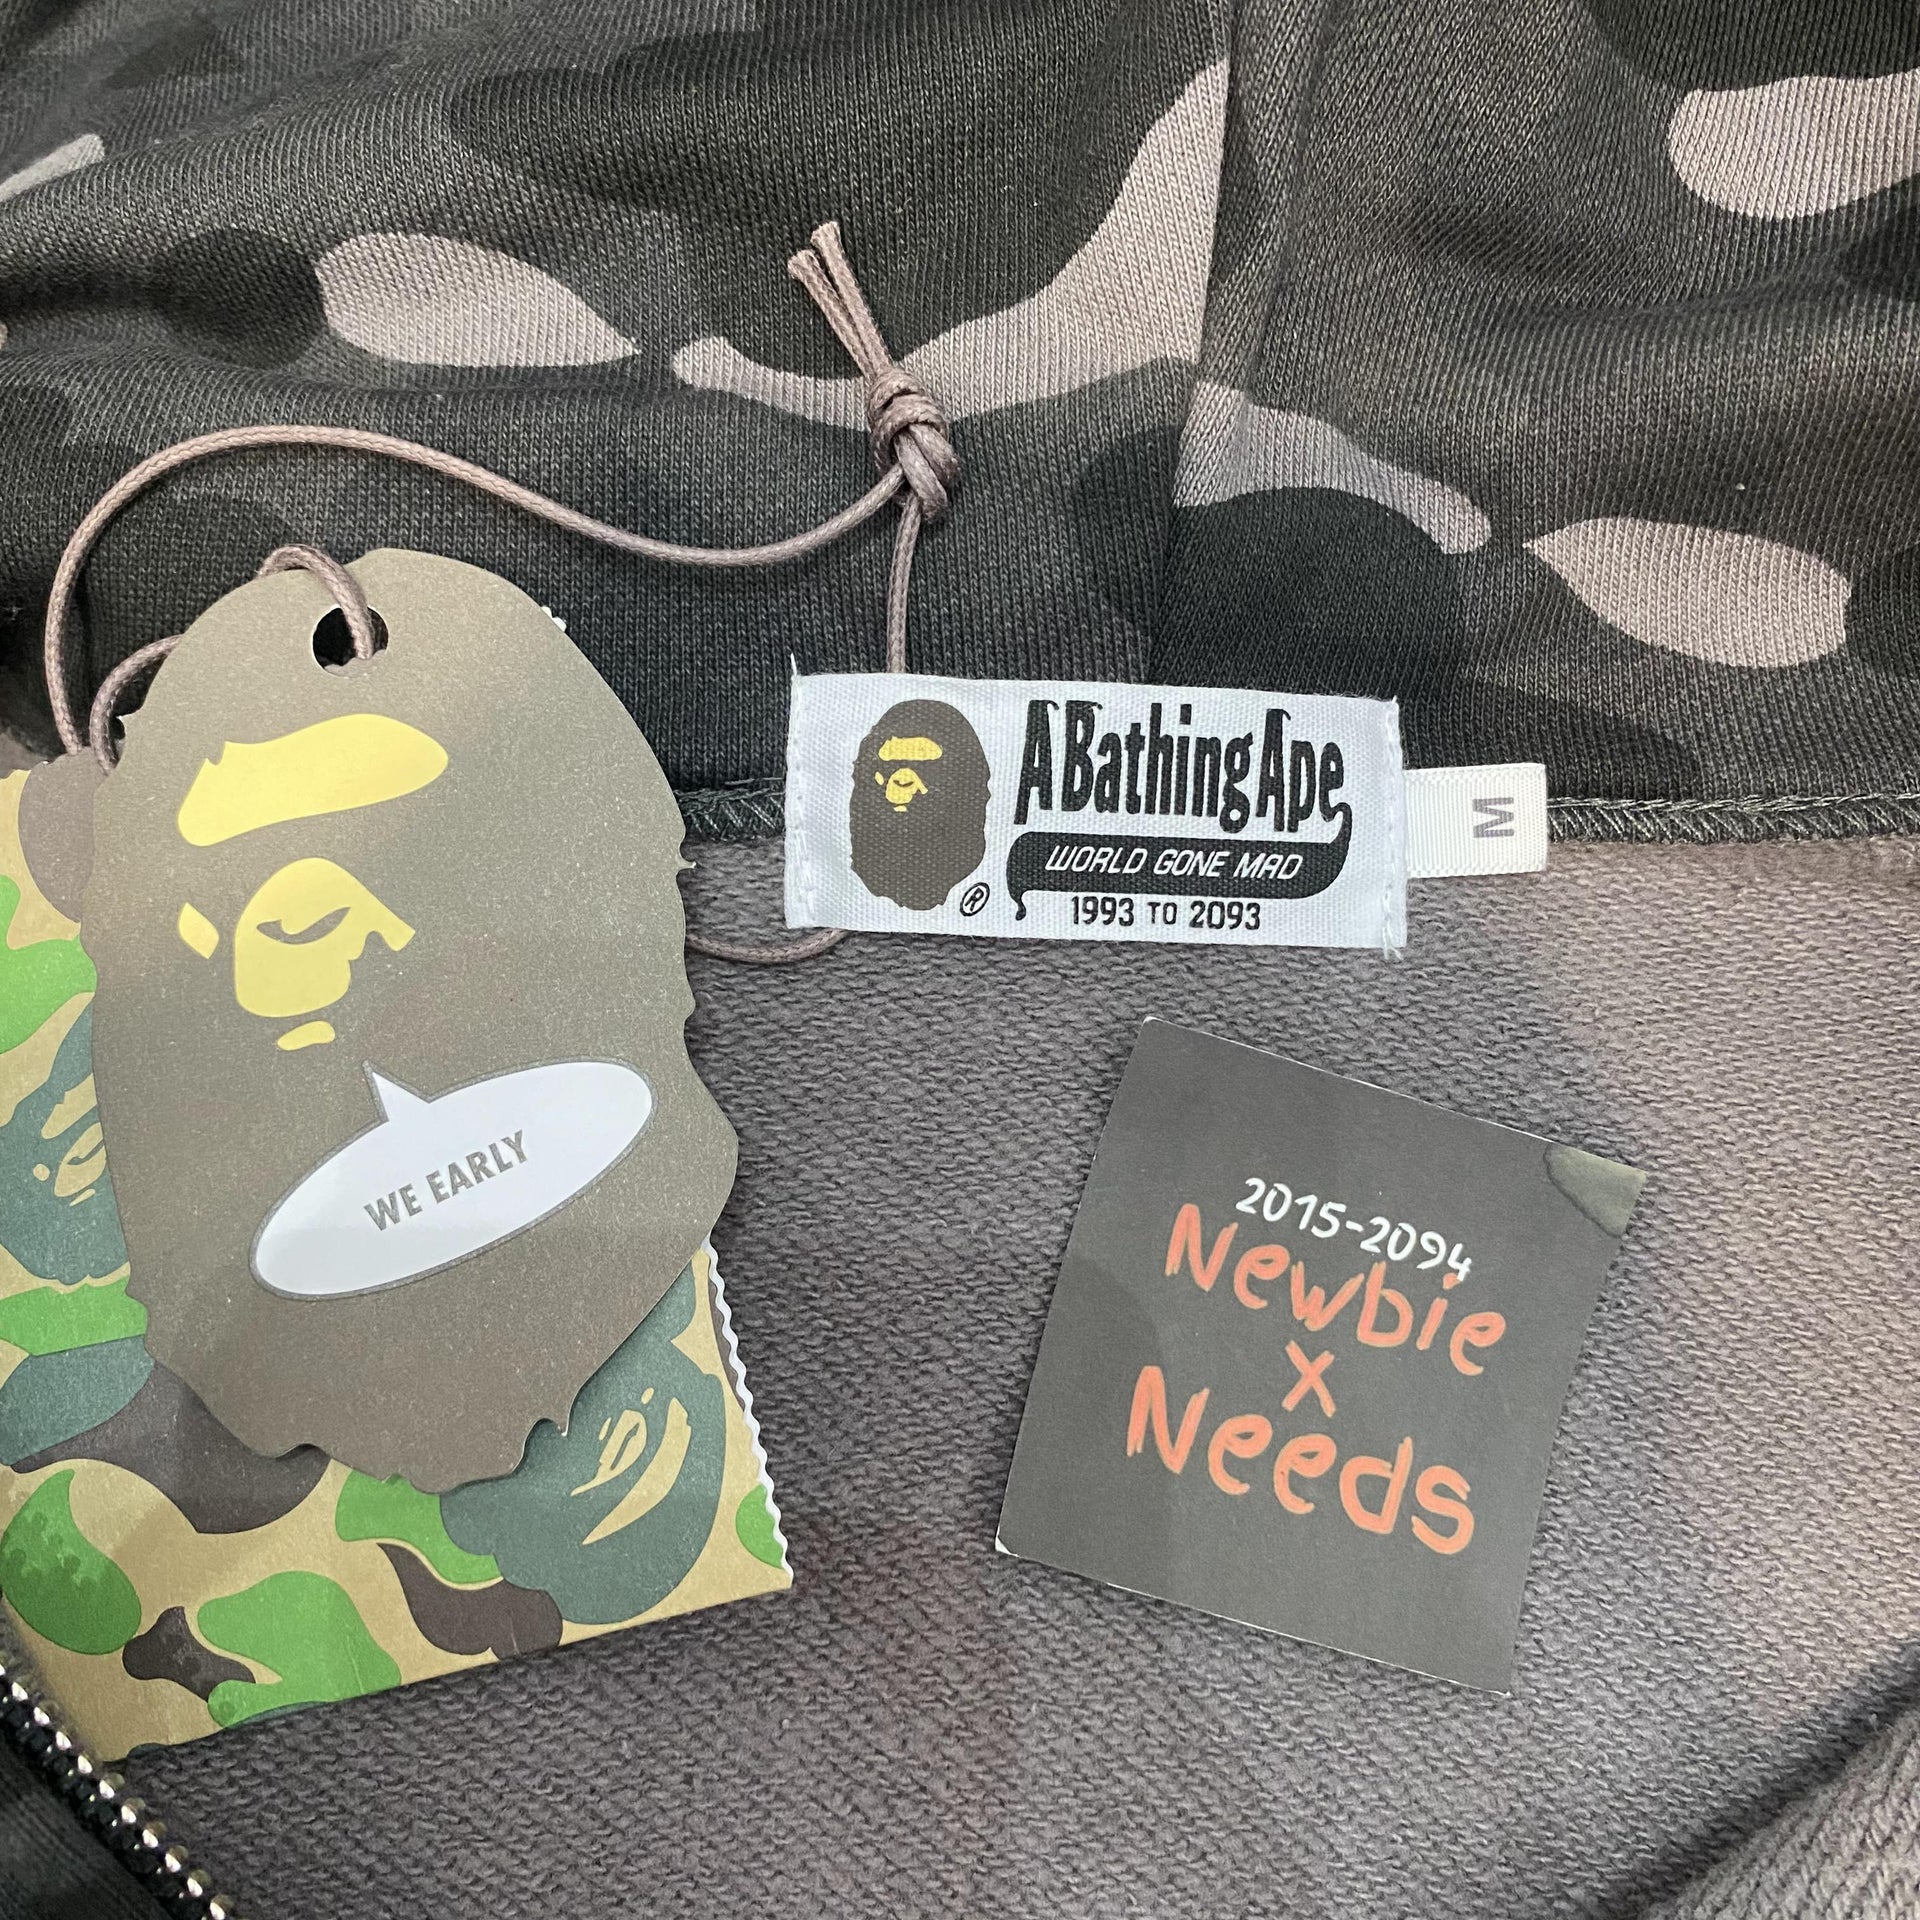 A Bathing Ape
WORLD GONE MAD
®
1993 TO 2093
M
WE EARLY
2015-2094
Newbie
x
Needs